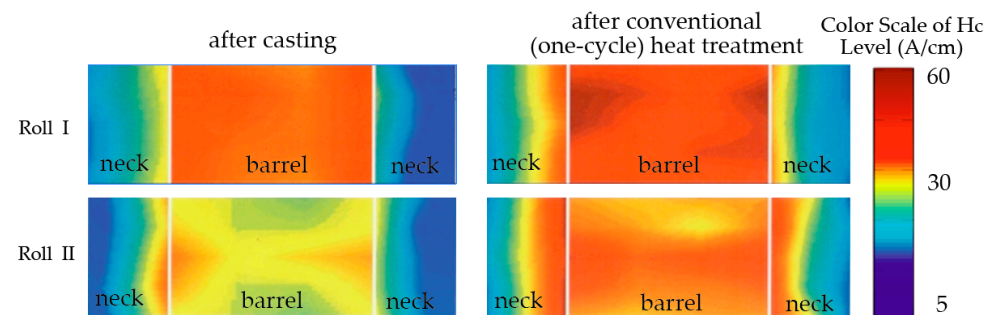 after casting
after conventional
(one-cycle) heat treatment
Color Scale of Hc
Level (A/cm)
60
30
5
Roll I
neck
barrel
neck
neck
barrel
neck
Roll II
neck
barrel
neck
neck
barrel
neck